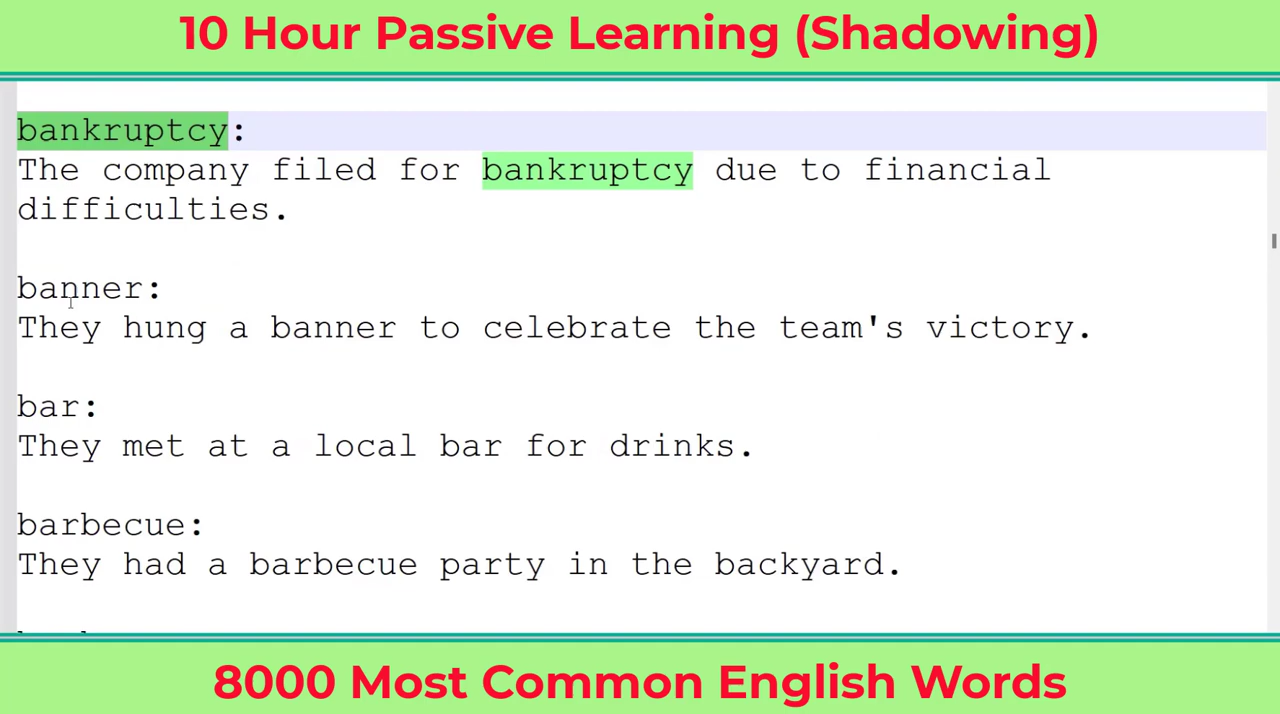 10 Hour Passive Learning (Shadowing)
bankruptcy:
The company filed for bankruptcy due to financial
difficulties.
banner:
They hung a banner to celebrate the team's victory.
bar:
They met at a local bar for drinks.
barbecue:
They had a barbecue party in the backyard.
8000 Most Common English Words